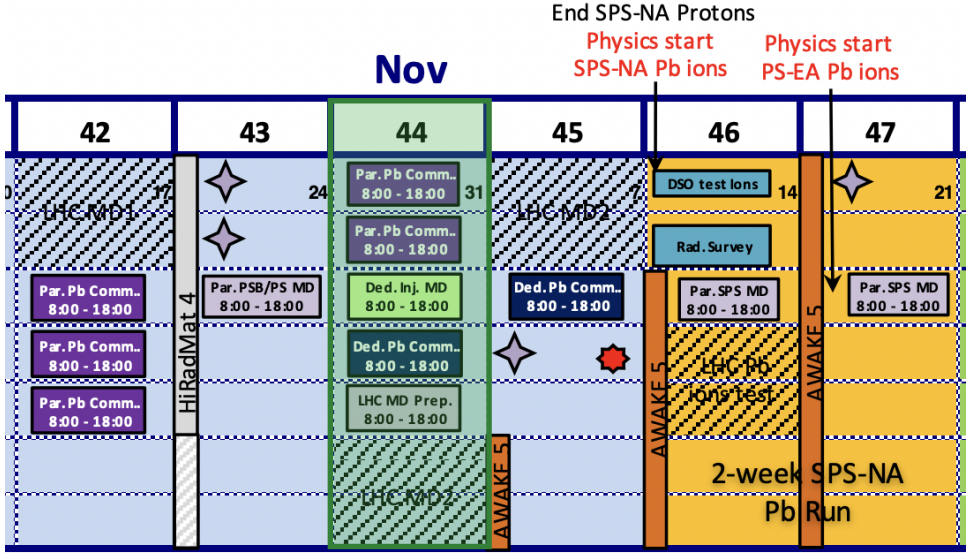 End SPS-NA Protons
Physics start
SPS-NA Pb ions
Physics start
PS-EA Pb ions
Nov
42
43
44
45
46
47
0
17
24
31
7
14
21
LHC MD1
Par. Pb Comm..
8:00 - 18:00
Par. Pb Comm..
8:00 - 18:00
Par. Pb Comm..
8:00 - 18:00
HiRadMat 4
Par. PSB/PS MD
8:00 - 18:00
Par. Pb Comm..
8:00 - 18:00
Par. Pb Comm..
8:00 - 18:00
Ded. Inj. MD
8:00 - 18:00
Ded. Pb Comm..
8:00 - 18:00
LHC MD Prep.
8:00 - 18:00
LHC MD2
LHC MD2
Ded. Pb Comm..
8:00 - 18:00
AWAKE 5
AWAKE 5
DSO test Ions
Rad. Survey
Par. SPS MD
8:00 - 18:00
LHC Pb
ions test
AWAKE 5
Par. SPS MD
8:00 - 18:00
2-week SPS-NA
Pb Run